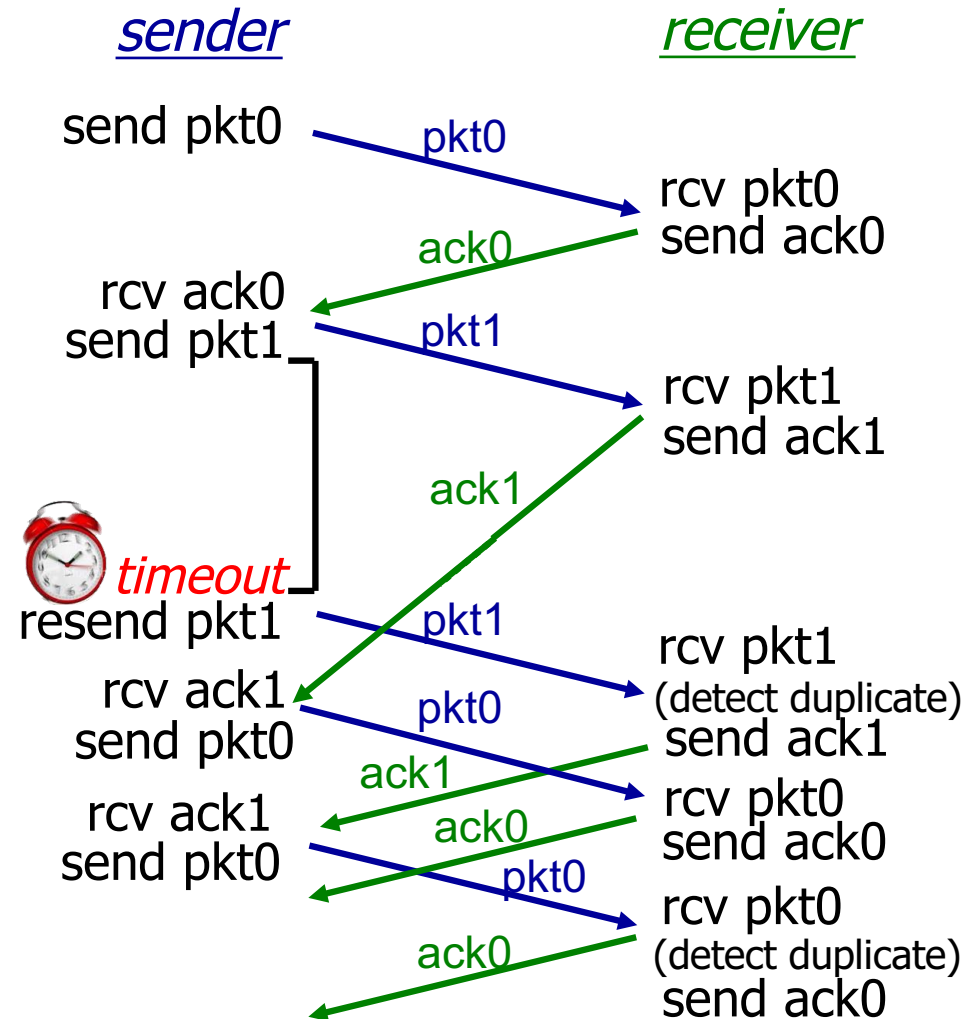 sender
receiver
send pkt0
pkt0
rcv pkt0
send ack0
ack0
rcv ack0
send pkt1
pkt1
rcv pkt1
send ack1
ack1
timeout
resend pkt1
pkt1
rcv pkt1
(detect duplicate)
send ack1
rcv ack1
send pkt0
pkt0
ack1
rcv pkt0
send ack0
rcv ack1
send pkt0
ack0
pkt0
rcv pkt0
(detect duplicate)
send ack0
ack0